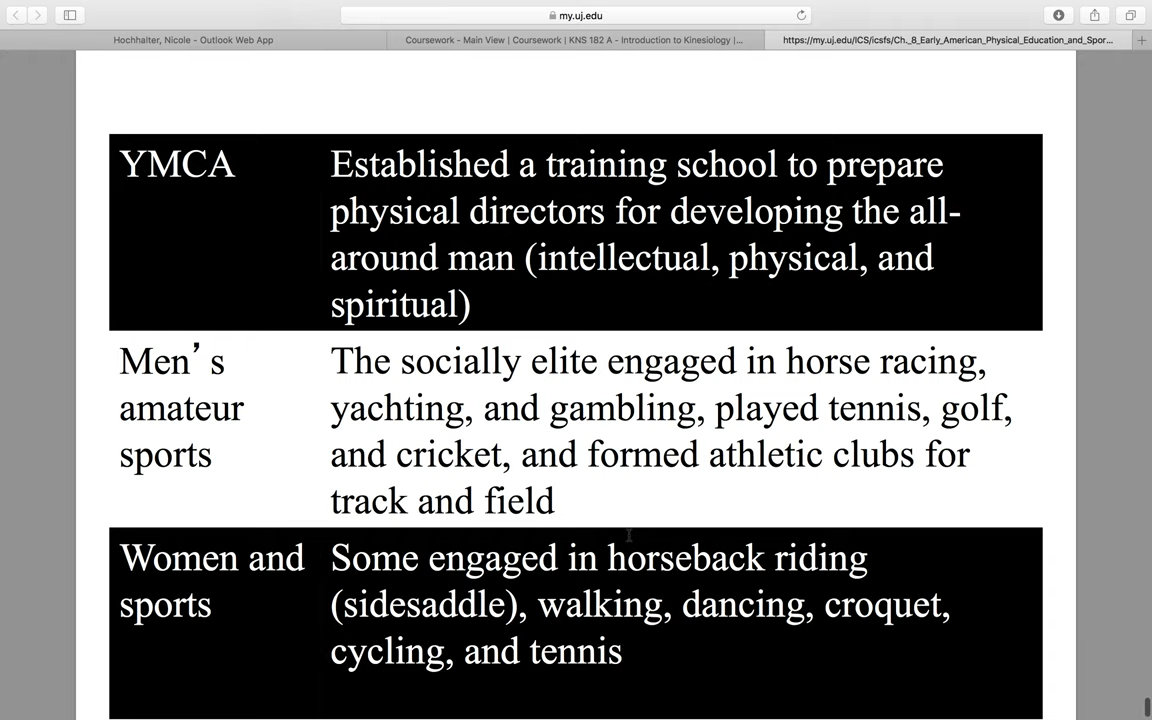 my.uj.edu
Hochhalter, Nicole - Outlook Web App
Coursework - Main View | Coursework | KNS 182 A - Introduction to Kinesiology |...
https://my.uj.edu/ICS/icsfs/Ch._8_Early_American_Physical_Education_and_Spor...
YMCA
Established a training school to prepare
physical directors for developing the all-
around man (intellectual, physical, and
spiritual)
Men’s
amateur
sports
The socially elite engaged in horse racing,
yachting, and gambling, played tennis, golf,
and cricket, and formed athletic clubs for
track and field
Women and
sports
Some engaged in horseback riding
(sidesaddle), walking, dancing, croquet,
cycling, and tennis